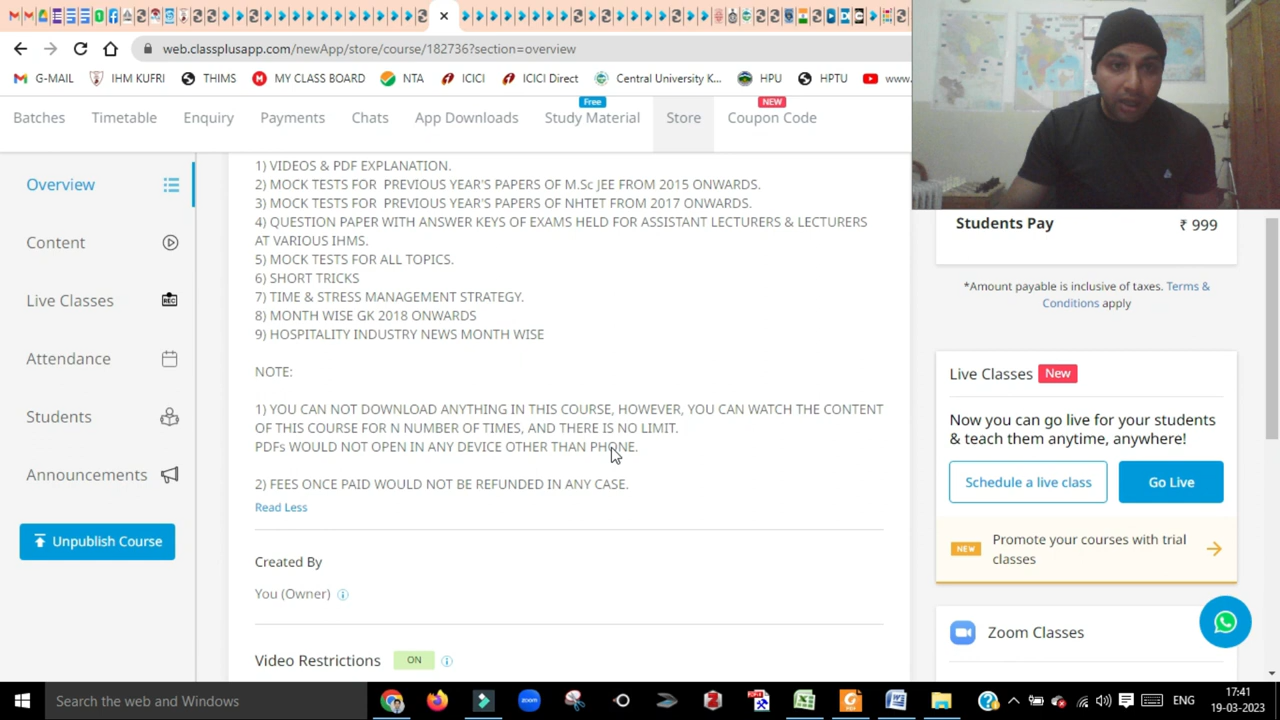 web.classplusapp.com/newApp/store/course/182736?section=overview
G-MAIL IHM KUFRI THIMS MY CLASS BOARD NTA ICICI ICICI Direct Central University K... HPU HPTU www.
Free NEW
Batches Timetable Enquiry Payments Chats App Downloads Study Material Store Coupon Code
Overview
Content
Live Classes
REC
Attendance
Students
Announcements
Unpublish Course
1) VIDEOS & PDF EXPLANATION.
2) MOCK TESTS FOR PREVIOUS YEAR'S PAPERS OF M.Sc JEE FROM 2015 ONWARDS.
3) MOCK TESTS FOR PREVIOUS YEAR'S PAPERS OF NHTET FROM 2017 ONWARDS.
4) QUESTION PAPER WITH ANSWER KEYS OF EXAMS HELD FOR ASSISTANT LECTURERS & LECTURERS
AT VARIOUS IHMS.
5) MOCK TESTS FOR ALL TOPICS.
6) SHORT TRICKS
7) TIME & STRESS MANAGEMENT STRATEGY.
8) MONTH WISE GK 2018 ONWARDS
9) HOSPITALITY INDUSTRY NEWS MONTH WISE
NOTE:
1) YOU CAN NOT DOWNLOAD ANYTHING IN THIS COURSE, HOWEVER, YOU CAN WATCH THE CONTENT
OF THIS COURSE FOR N NUMBER OF TIMES, AND THERE IS NO LIMIT.
PDFs WOULD NOT OPEN IN ANY DEVICE OTHER THAN PHONE.
2) FEES ONCE PAID WOULD NOT BE REFUNDED IN ANY CASE.
Read Less
Created By
You (Owner)
Video Restrictions ON
Students Pay ₹ 999
*Amount payable is inclusive of taxes. Terms &
Conditions apply
Live Classes New
Now you can go live for your students
& teach them anytime, anywhere!
Schedule a live class Go Live
NEW Promote your courses with trial
classes
Zoom Classes
Search the web and Windows
zoom
ENG
17:41
19-03-2023